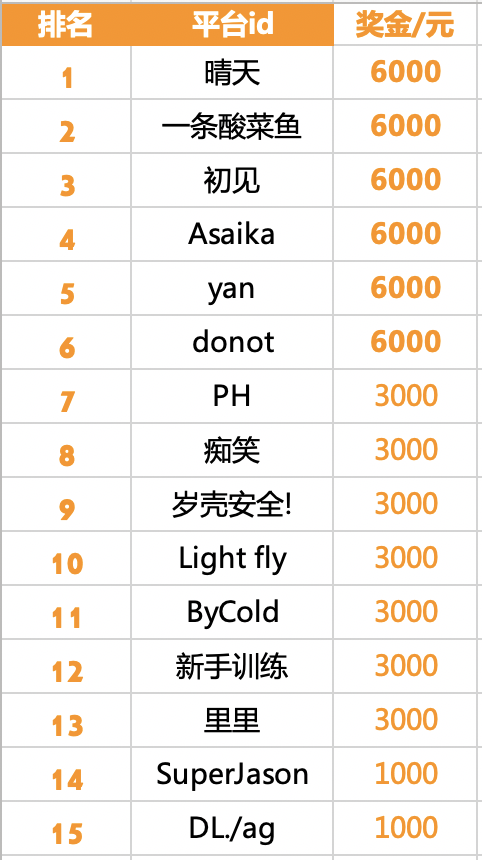 排名 平台id 奖金/元
1 晴天 6000
2 一条酸菜鱼 6000
3 初见 6000
4 Asaika 6000
5 yan 6000
6 donot 6000
7 PH 3000
8 痴笑 3000
9 岁壳安全! 3000
10 Light fly 3000
11 ByCold 3000
12 新手训练 3000
13 里里 3000
14 SuperJason 1000
15 DL./ag 1000